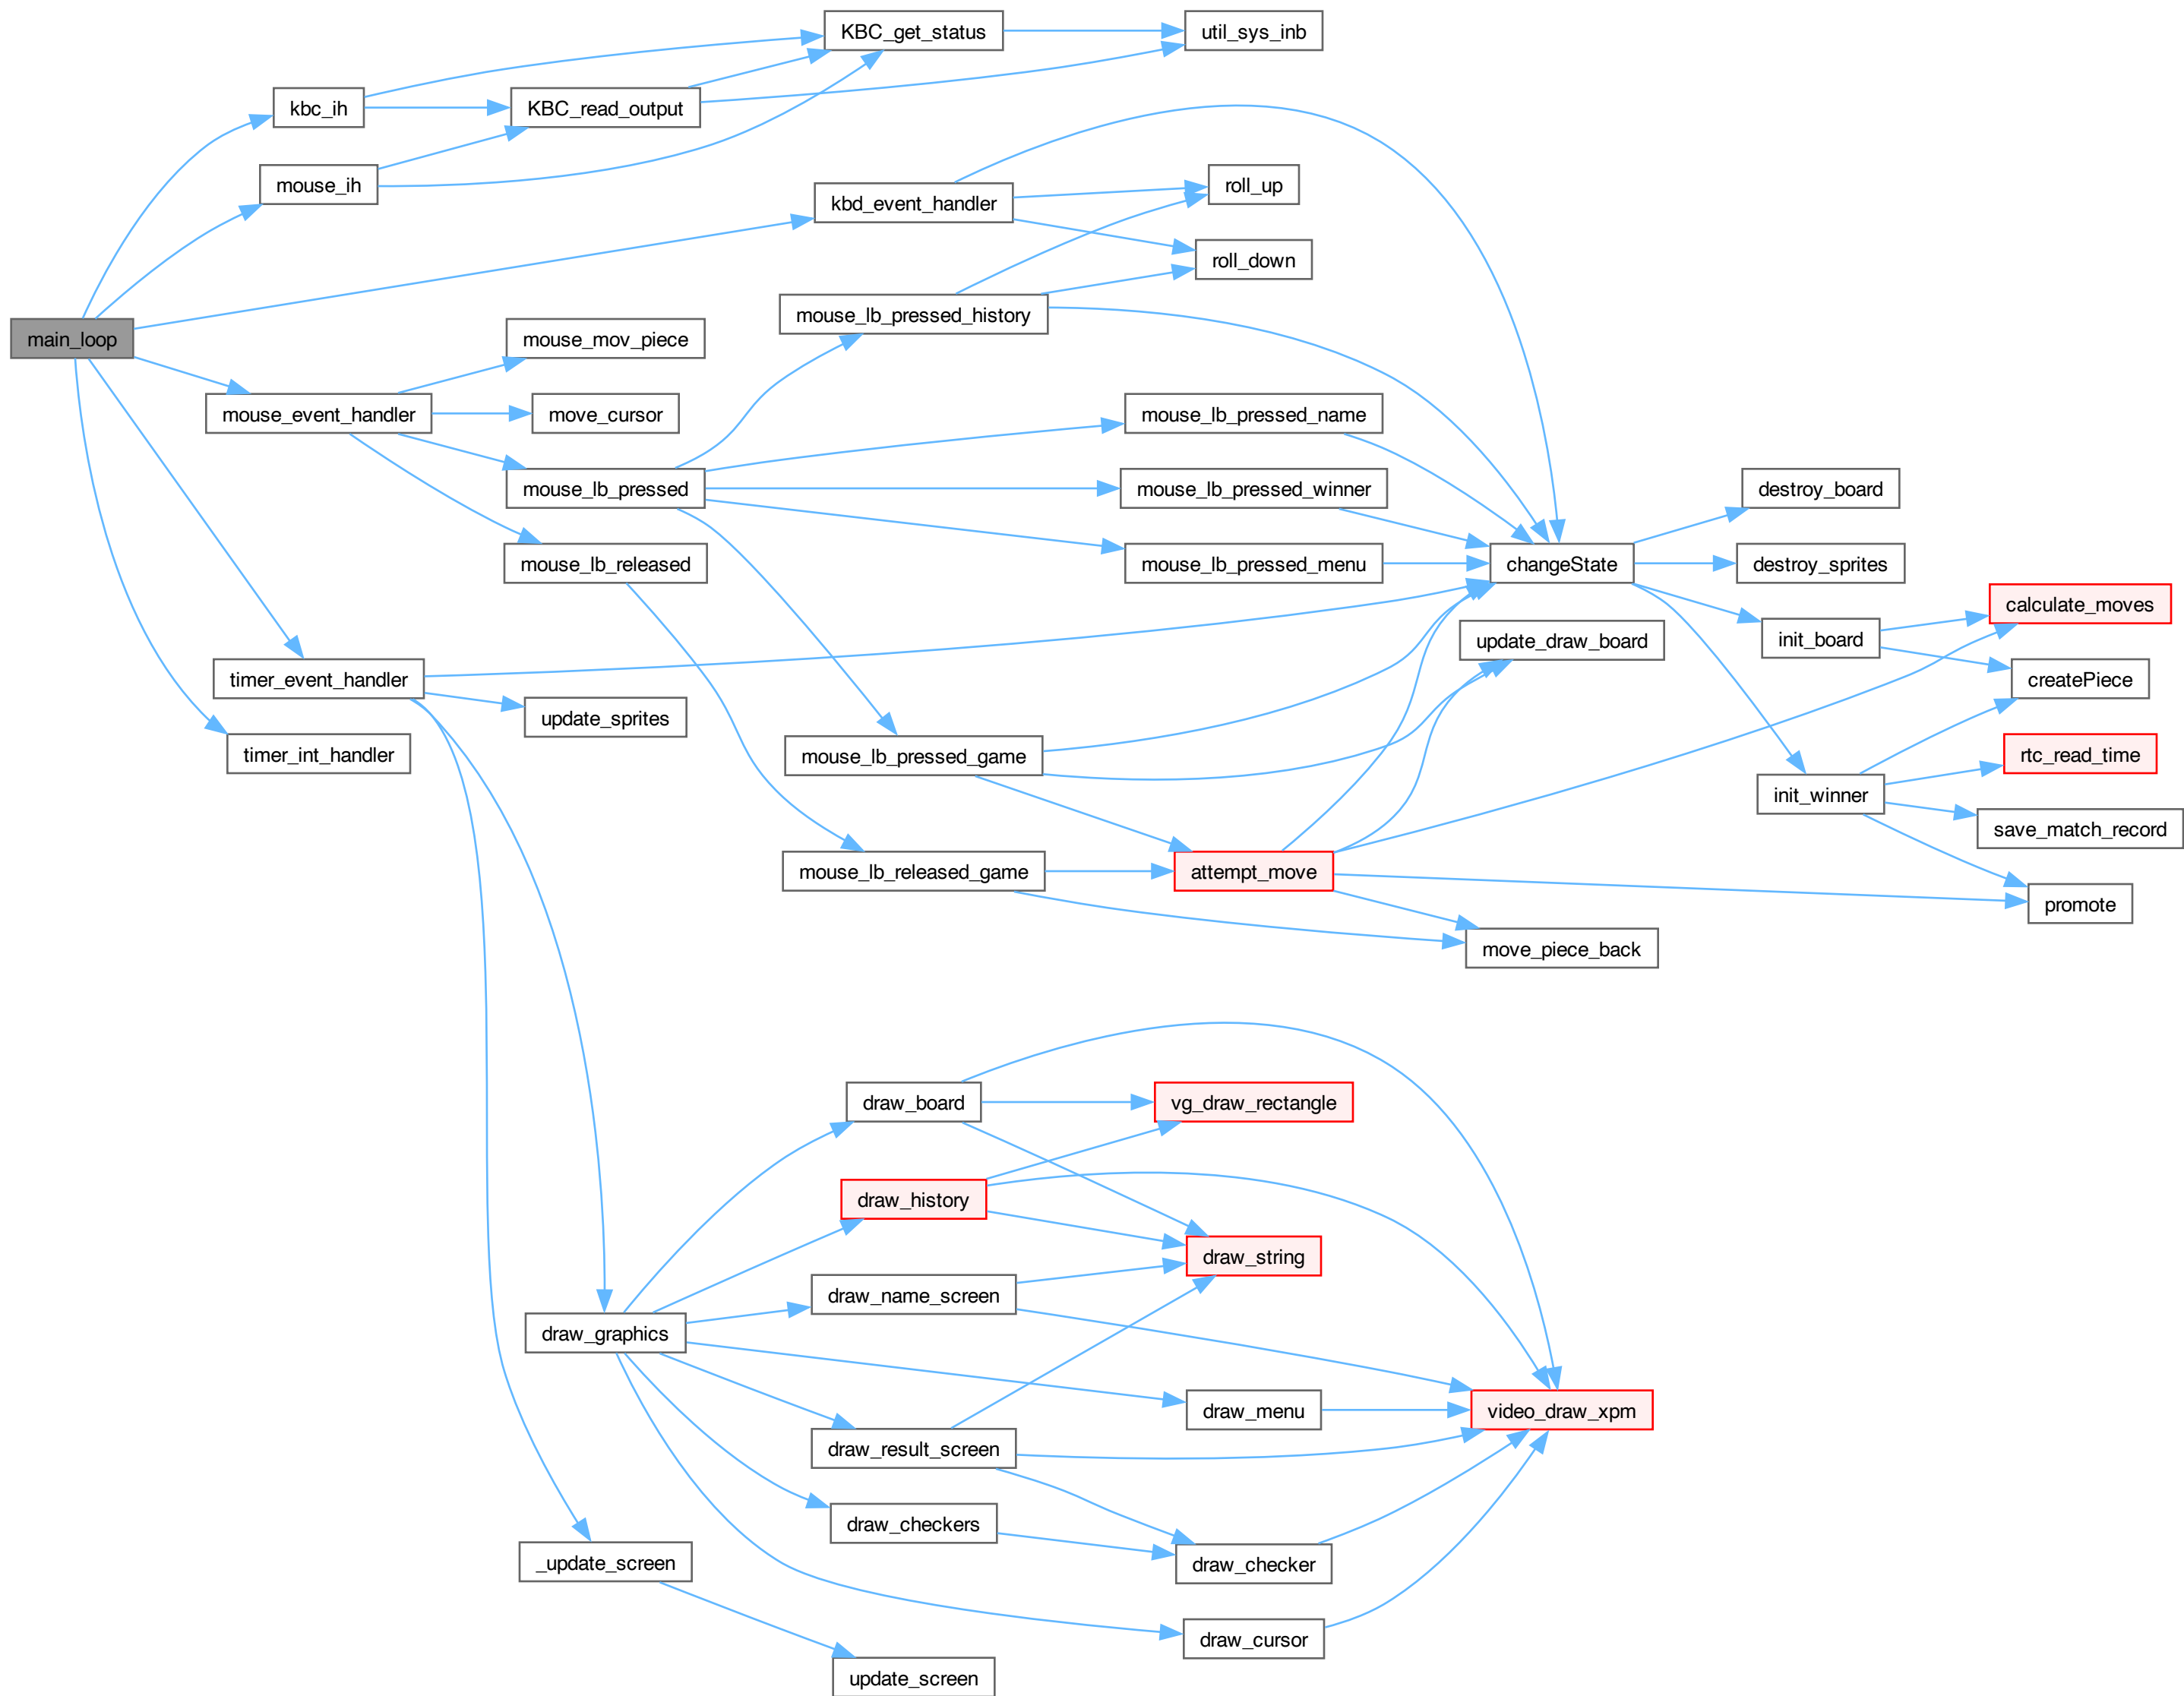 KBC_get_status
util_sys_inb
kbc_ih
KBC_read_output
mouse_ih
roll_up
kbd_event_handler
roll_down
mouse_lb_pressed_history
main_loop
mouse_mov_piece
mouse_event_handler
move_cursor
mouse_lb_pressed_name
mouse_lb_pressed
mouse_lb_pressed_winner
destroy_board
mouse_lb_released
mouse_lb_pressed_menu
changeState
destroy_sprites
calculate_moves
update_draw_board
init_board
timer_event_handler
createPiece
update_sprites
timer_int_handler
mouse_lb_pressed_game
rtc_read_time
init_winner
save_match_record
mouse_lb_released_game
attempt_move
promote
move_piece_back
draw_board
vg_draw_rectangle
draw_history
draw_string
draw_name_screen
draw_graphics
draw_menu
video_draw_xpm
draw_result_screen
draw_checkers
_update_screen
draw_checker
draw_cursor
update_screen